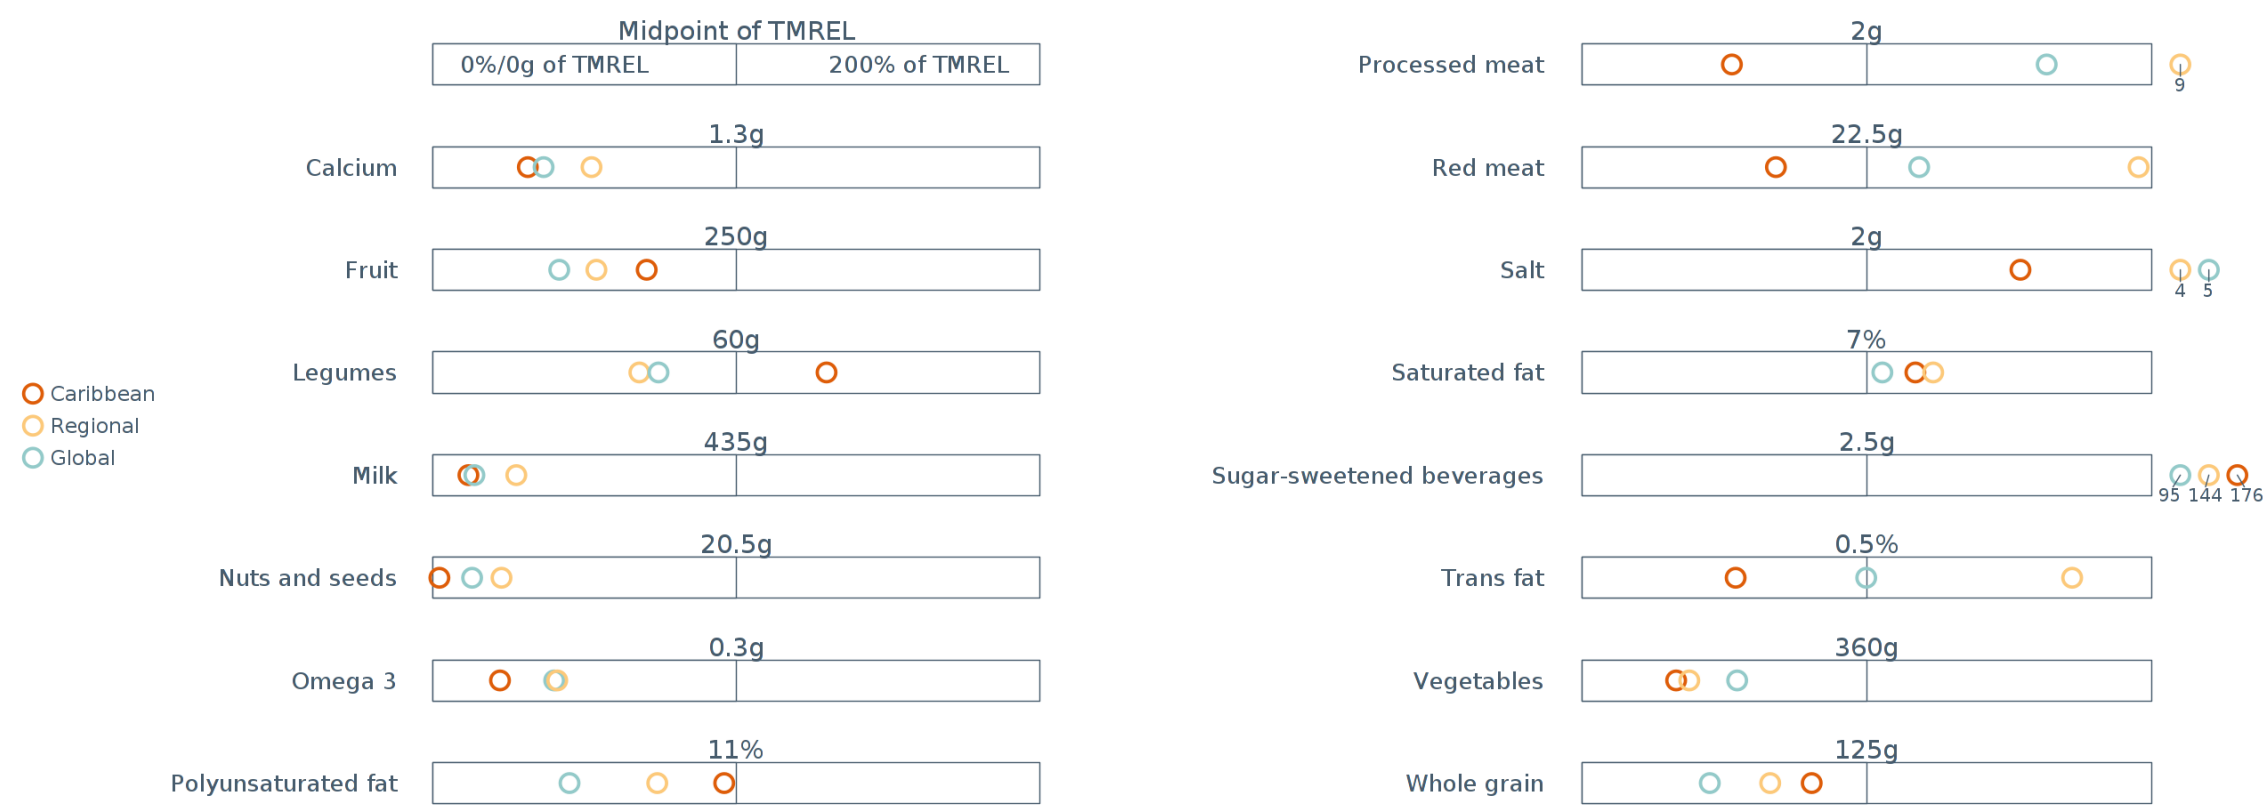 Midpoint of TMREL
0%/0g of TMREL 200% of TMREL
Calcium
1.3g
Fruit
250g
Legumes
60g
Milk
435g
Nuts and seeds
20.5g
Omega 3
0.3g
Polyunsaturated fat
11%
Caribbean
Regional
Global
Processed meat
2g
9
Red meat
22.5g
Salt
2g
4 5
Saturated fat
7%
Sugar-sweetened beverages
2.5g
95 144 176
Trans fat
0.5%
Vegetables
360g
Whole grain
125g